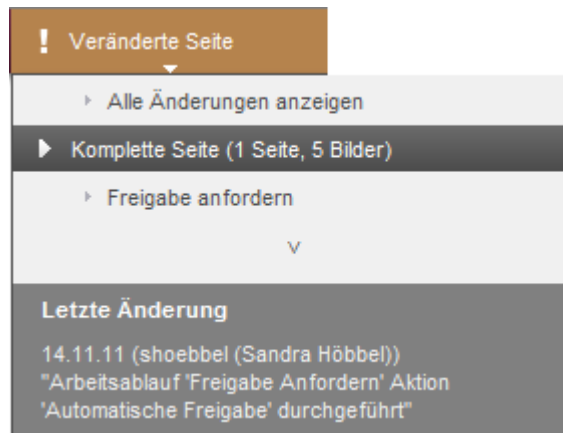 ! Veränderte Seite
Alle Änderungen anzeigen
Komplette Seite (1 Seite, 5 Bilder)
Freigabe anfordern
Letzte Änderung
14.11.11 (shoebbel (Sandra Höbbel))
"Arbeitsablauf 'Freigabe Anfordern' Aktion
'Automatische Freigabe' durchgeführt"